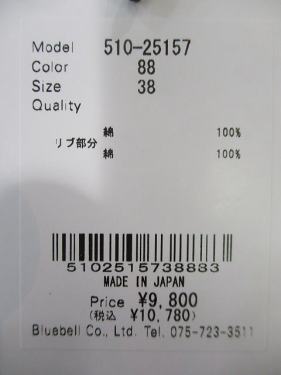 Model 510-25157
Color 88
Size 38
Quality
綿 100%
リブ部分
綿 100%
5102515738883
MADE IN JAPAN
Price ¥9,800
(税込 ¥10,780)
Bluebell Co., Ltd. Tel. 075-723-3511